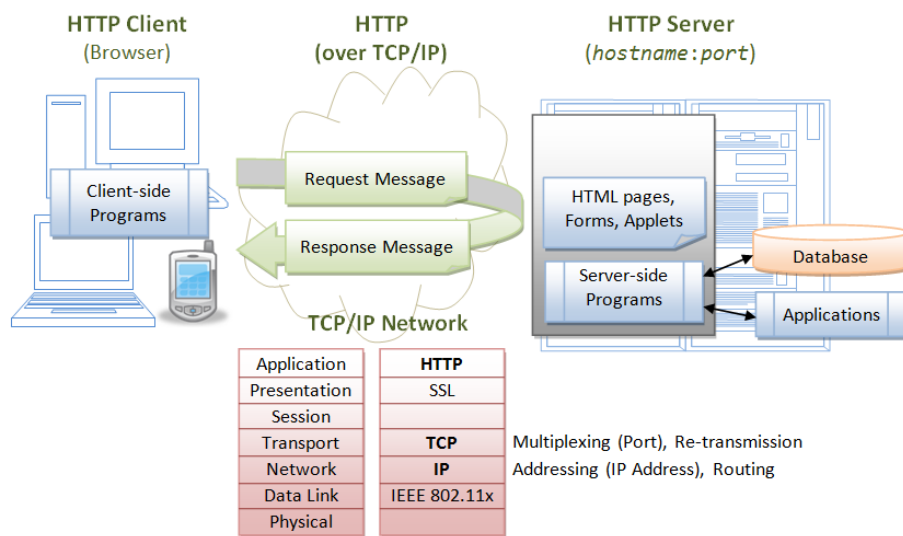 HTTP Client
(Browser)
HTTP
(over TCP/IP)
HTTP Server
(hostname:port)
Client-side
Programs
Request Message
Response Message
HTML pages,
Forms, Applets
Server-side
Programs
Database
Applications
TCP/IP Network
Application HTTP
Presentation SSL
Session
Transport TCP Multiplexing (Port), Re-transmission
Network IP Addressing (IP Address), Routing
Data Link IEEE 802.11x
Physical